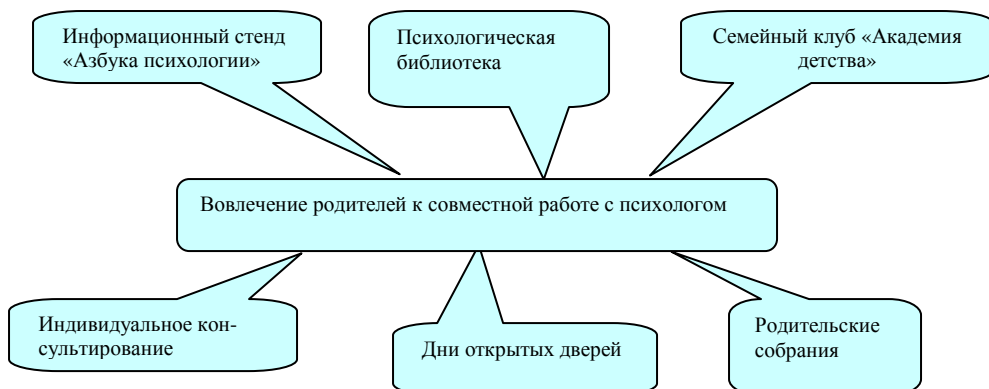 Информационный стенд
«Азбука психологии»
Психологическая
библиотека
Семейный клуб «Академия
детства»
Вовлечение родителей к совместной работе с психологом
Индивидуальное кон-
сультирование
Дни открытых дверей
Родительские
собрания